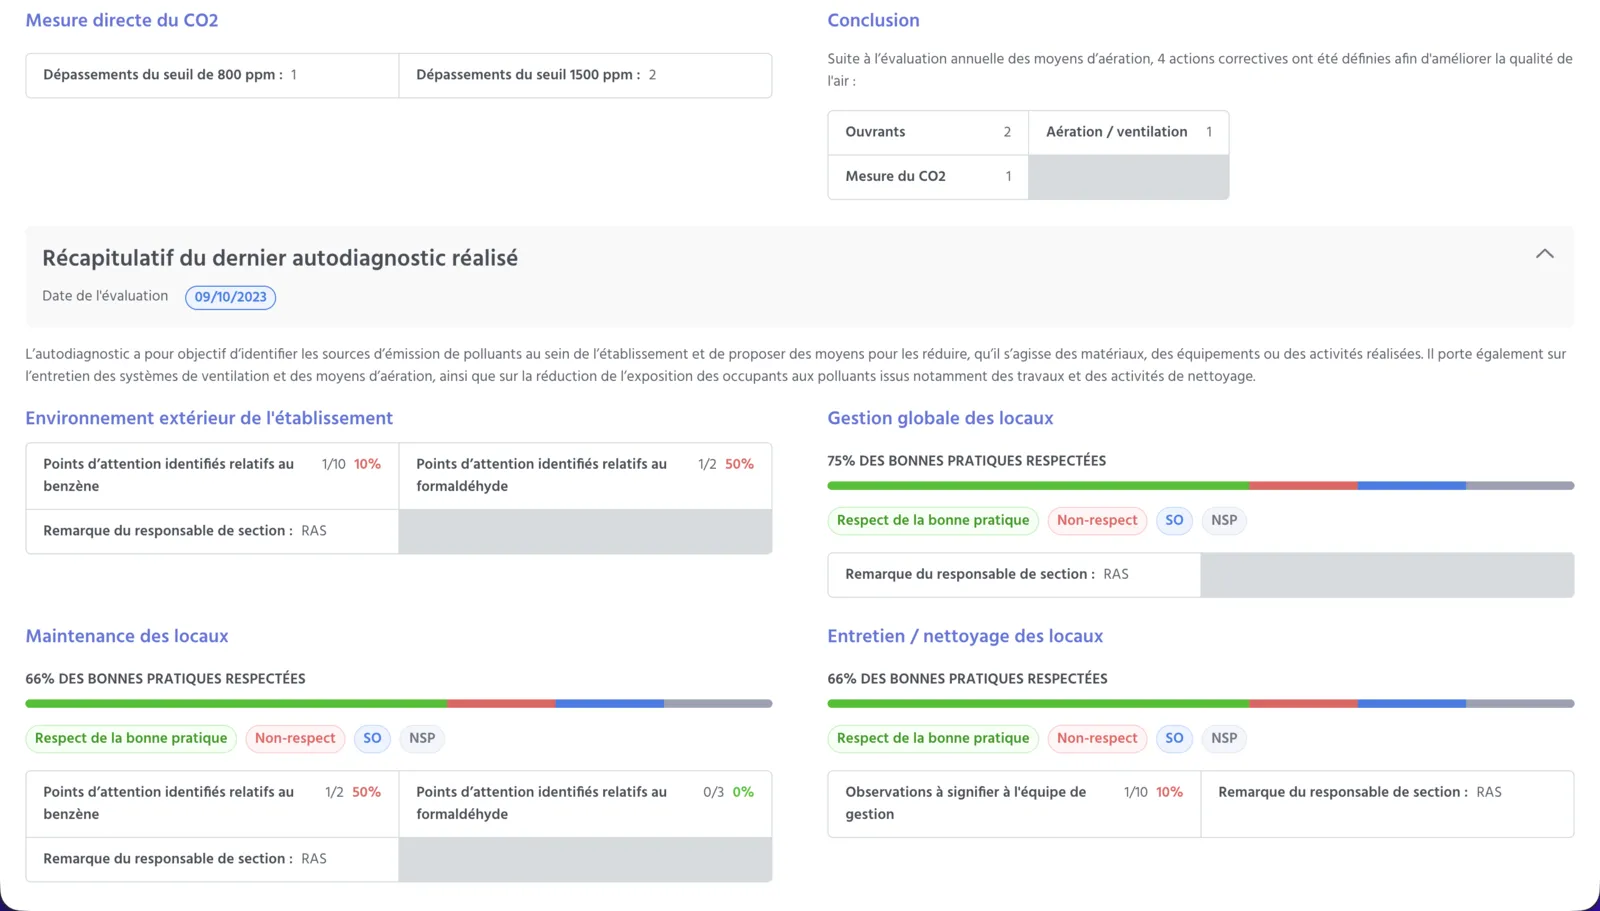 Mesure directe du CO2
Dépassements du seuil de 800 ppm : 1
Dépassements du seuil 1500 ppm : 2
Conclusion
Suite à l’évaluation annuelle des moyens d’aération, 4 actions correctives ont été définies afin d'améliorer la qualité de
l'air :
Ouvrants 2
Aération / ventilation 1
Mesure du CO2 1
Récapitulatif du dernier autodiagnostic réalisé
Date de l'évaluation 09/10/2023
L’autodiagnostic a pour objectif d’identifier les sources d’émission de polluants au sein de l’établissement et de proposer des moyens pour les réduire, qu’il s’agisse des matériaux, des équipements ou des activités réalisées. Il porte également sur
l’entretien des systèmes de ventilation et des moyens d’aération, ainsi que sur la réduction de l’exposition des occupants aux polluants issus notamment des travaux et des activités de nettoyage.
Environnement extérieur de l'établissement
Points d’attention identifiés relatifs au 1/10 10%
benzène
Points d’attention identifiés relatifs au 1/2 50%
formaldéhyde
Remarque du responsable de section : RAS
Gestion globale des locaux
75% DES BONNES PRATIQUES RESPECTÉES
Respect de la bonne pratique Non-respect SO NSP
Remarque du responsable de section : RAS
Maintenance des locaux
66% DES BONNES PRATIQUES RESPECTÉES
Respect de la bonne pratique Non-respect SO NSP
Points d’attention identifiés relatifs au 1/2 50%
benzène
Points d’attention identifiés relatifs au 0/3 0%
formaldéhyde
Remarque du responsable de section : RAS
Entretien / nettoyage des locaux
66% DES BONNES PRATIQUES RESPECTÉES
Respect de la bonne pratique Non-respect SO NSP
Observations à signifier à l'équipe de 1/10 10%
gestion
Remarque du responsable de section : RAS